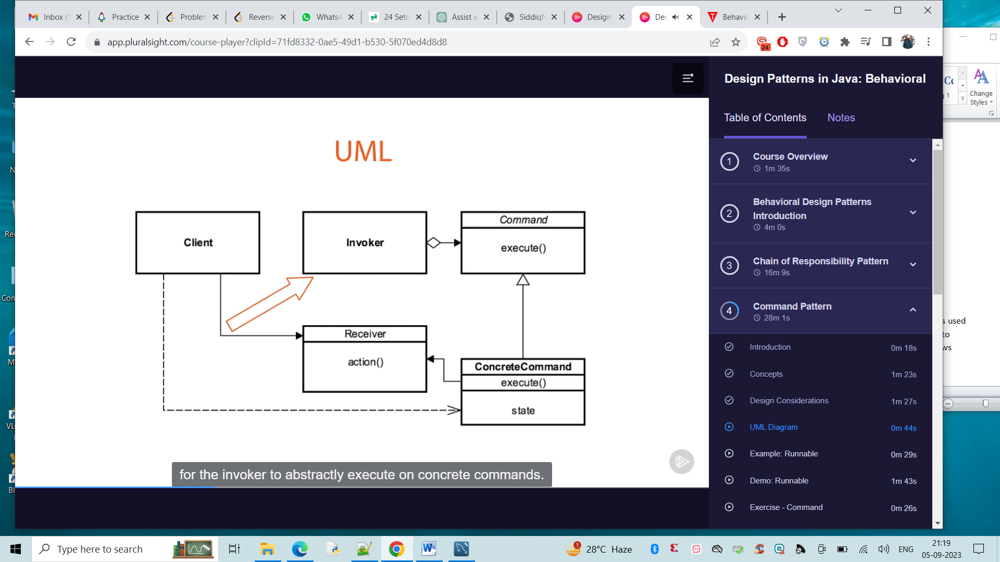 Inbox (1
Practice
Problem
Reverse
WhatsA
24 Setu
Assist w
SiddiqN
Design
Des
Behavio
app.pluralsight.com/course-player?clipId=71fd8332-0ae5-49d1-b530-5f070ed4d8d8
24
Design Patterns in Java: Behavioral
Table of Contents
Notes
1
Course Overview
1m 35s
2
Behavioral Design Patterns
Introduction
4m 0s
3
Chain of Responsibility Pattern
16m 9s
4
Command Pattern
28m 1s
Introduction
0m 18s
Concepts
1m 23s
Design Considerations
1m 27s
UML Diagram
0m 44s
Example: Runnable
0m 29s
Demo: Runnable
1m 43s
Exercise - Command
0m 26s
UML
Client
Invoker
Command
execute()
Receiver
action()
ConcreteCommand
execute()
state
for the invoker to abstractly execute on concrete commands.
Change
Styles
s used
to
ws
Type here to search
1
28°C Haze
ENG
21:19
05-09-2023